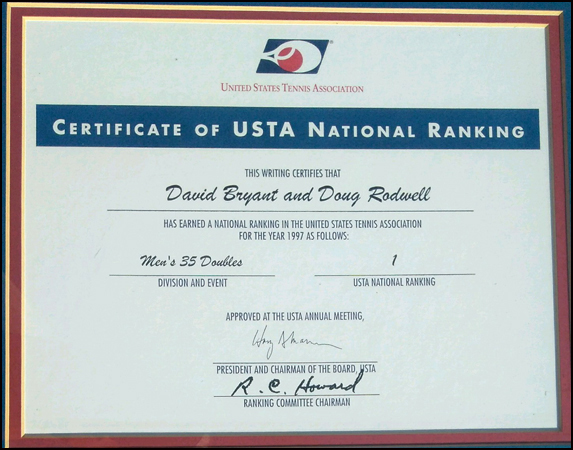 UNITED STATES TENNIS ASSOCIATION
CERTIFICATE OF USTA NATIONAL RANKING
THIS WRITING CERTIFIES THAT
David Bryant and Doug Rodwell
HAS EARNED A NATIONAL RANKING IN THE UNITED STATES TENNIS ASSOCIATION
FOR THE YEAR 1997 AS FOLLOWS:
Men's 35 Doubles 1
DIVISION AND EVENT USTA NATIONAL RANKING
APPROVED AT THE USTA ANNUAL MEETING,
PRESIDENT AND CHAIRMAN OF THE BOARD, USTA
R. C. Howard
RANKING COMMITTEE CHAIRMAN